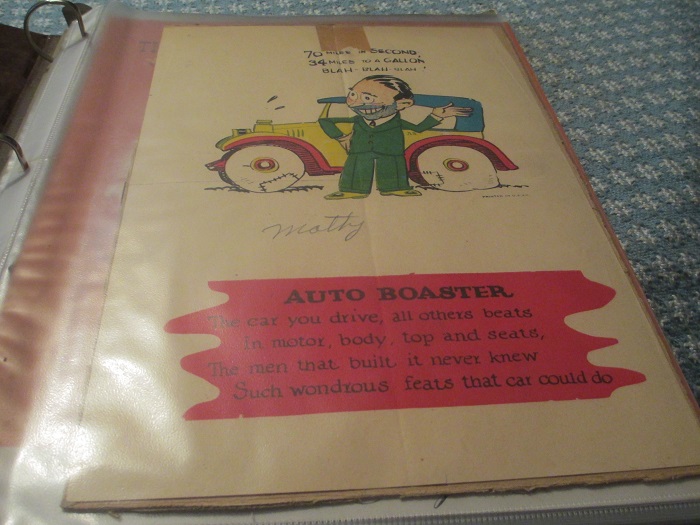 70 MILES IN SECOND,
34 MILES TO A GALLON
BLAH - BLAH - BLAH!
Motty
AUTO BOASTER
The car you drive, all others beats
In motor, body, top and seats,
The men that built it never knew
Such wondrous feats that car could do